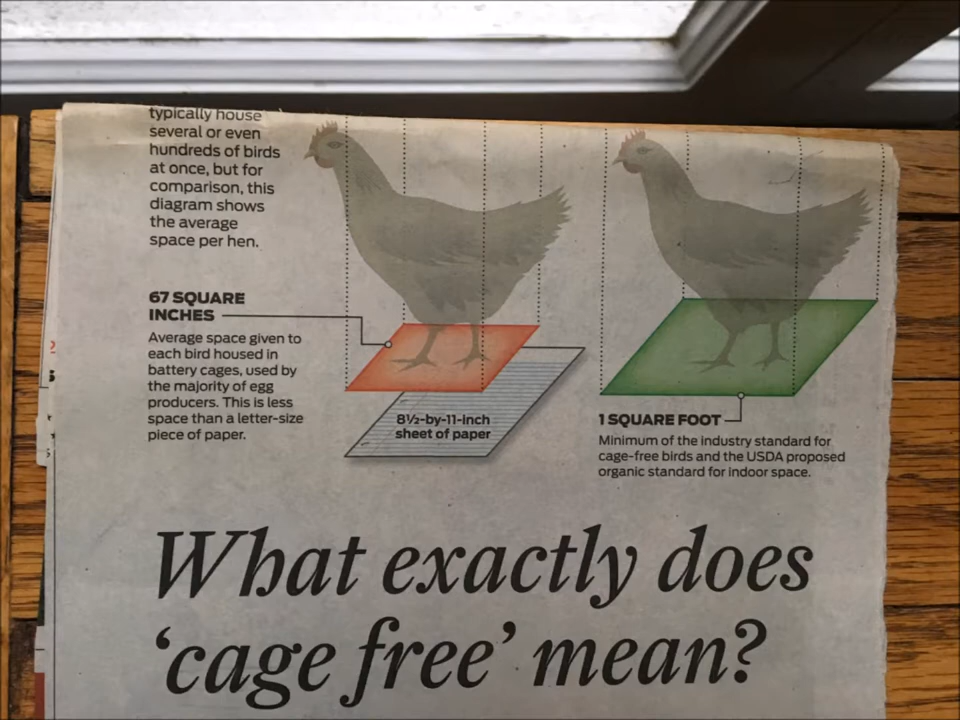 typically house
several or even
hundreds of birds
at once, but for
comparison, this
diagram shows
the average
space per hen.
67 SQUARE
INCHES
Average space given to
each bird housed in
battery cages, used by
the majority of egg
producers. This is less
space than a letter-size
piece of paper.
8½-by-11-inch
sheet of paper
1 SQUARE FOOT
Minimum of the industry standard for
cage-free birds and the USDA proposed
organic standard for indoor space.
What exactly does
‘cage free’ mean?